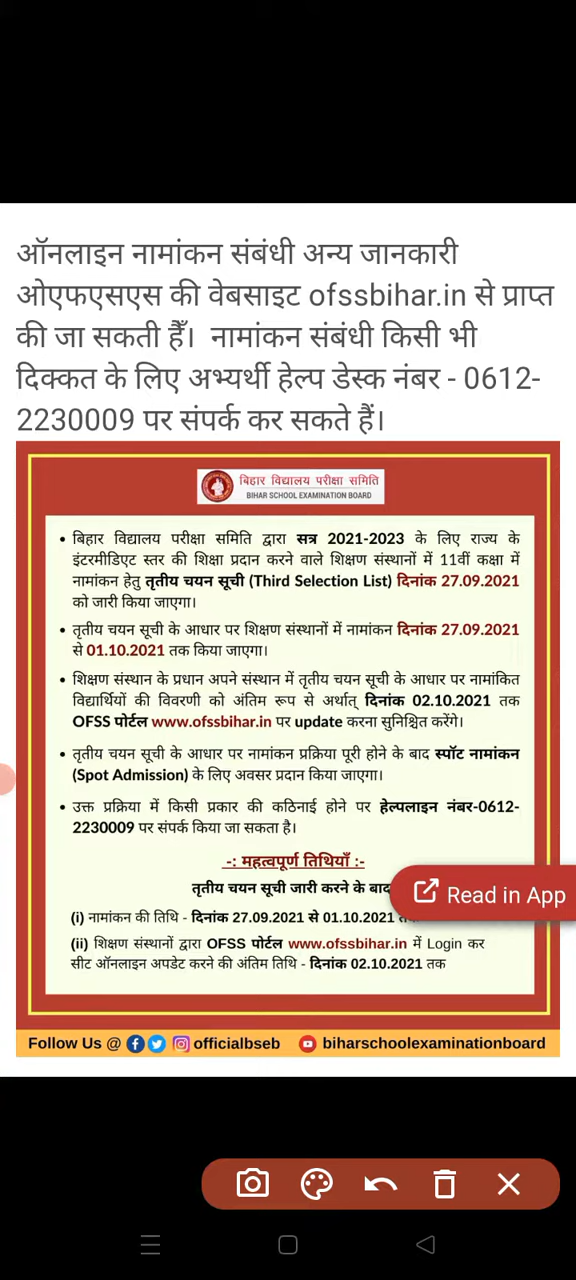 ऑनलाइन नामांकन संबंधी अन्य जानकारी
ओएफएसएस की वेबसाइट ofssbihar.in से प्राप्त
की जा सकती हैं।  नामांकन संबंधी किसी भी
दिक्कत के लिए अभ्यर्थी हेल्प डेस्क नंबर - 0612-
2230009 पर संपर्क कर सकते हैं।
बिहार विद्यालय परीक्षा समिति
BIHAR SCHOOL EXAMINATION BOARD
• बिहार विद्यालय परीक्षा समिति द्वारा सत्र 2021-2023 के लिए राज्य के
इंटरमीडिएट स्तर की शिक्षा प्रदान करने वाले शिक्षण संस्थानों में 11वीं कक्षा में
नामांकन हेतु तृतीय चयन सूची (Third Selection List) दिनांक 27.09.2021
को जारी किया जाएगा।
• तृतीय चयन सूची के आधार पर शिक्षण संस्थानों में नामांकन दिनांक 27.09.2021
से 01.10.2021 तक किया जाएगा।
• शिक्षण संस्थान के प्रधान अपने संस्थान में तृतीय चयन सूची के आधार पर नामांकित
विद्यार्थियों की विवरणी को अंतिम रूप से अर्थात् दिनांक 02.10.2021 तक
OFSS पोर्टल www.ofssbihar.in पर update करना सुनिश्चित करेंगे।
• तृतीय चयन सूची के आधार पर नामांकन प्रक्रिया पूरी होने के बाद स्पॉट नामांकन
(Spot Admission) के लिए अवसर प्रदान किया जाएगा।
• उक्त प्रक्रिया में किसी प्रकार की कठिनाई होने पर हेल्पलाइन नंबर-0612-
2230009 पर संपर्क किया जा सकता है।
-: महत्वपूर्ण तिथियाँ :-
तृतीय चयन सूची जारी करने के बाद
Read in App
(i) नामांकन की तिथि - दिनांक 27.09.2021 से 01.10.2021
(ii) शिक्षण संस्थानों द्वारा OFSS पोर्टल www.ofssbihar.in में Login कर
सीट ऑनलाइन अपडेट करने की अंतिम तिथि - दिनांक 02.10.2021 तक
Follow Us @ officialbseb biharschoolexaminationboard